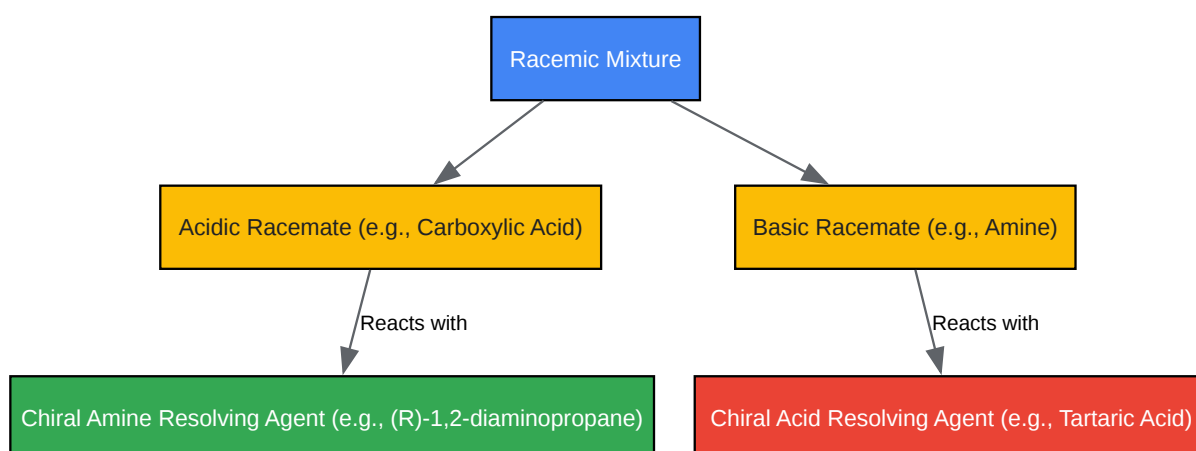 Racemic Mixture
Acidic Racemate (e.g., Carboxylic Acid)
Basic Racemate (e.g., Amine)
Reacts with
Reacts with
Chiral Amine Resolving Agent (e.g., (R)-1,2-diaminopropane)
Chiral Acid Resolving Agent (e.g., Tartaric Acid)